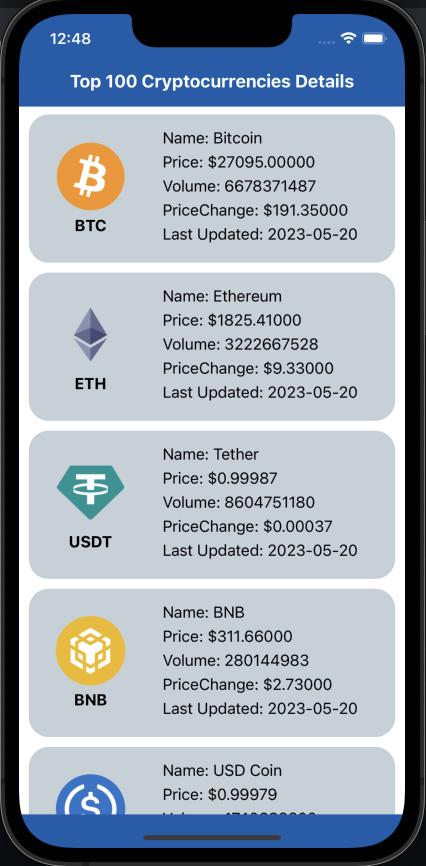 12:48
Top 100 Cryptocurrencies Details
Name: Bitcoin
Price: $27095.00000
Volume: 6678371487
PriceChange: $191.35000
Last Updated: 2023-05-20
BTC
Name: Ethereum
Price: $1825.41000
Volume: 3222667528
PriceChange: $9.33000
Last Updated: 2023-05-20
ETH
Name: Tether
Price: $0.99987
Volume: 8604751180
PriceChange: $0.00037
Last Updated: 2023-05-20
USDT
Name: BNB
Price: $311.66000
Volume: 280144983
PriceChange: $2.73000
Last Updated: 2023-05-20
BNB
Name: USD Coin
Price: $0.99979